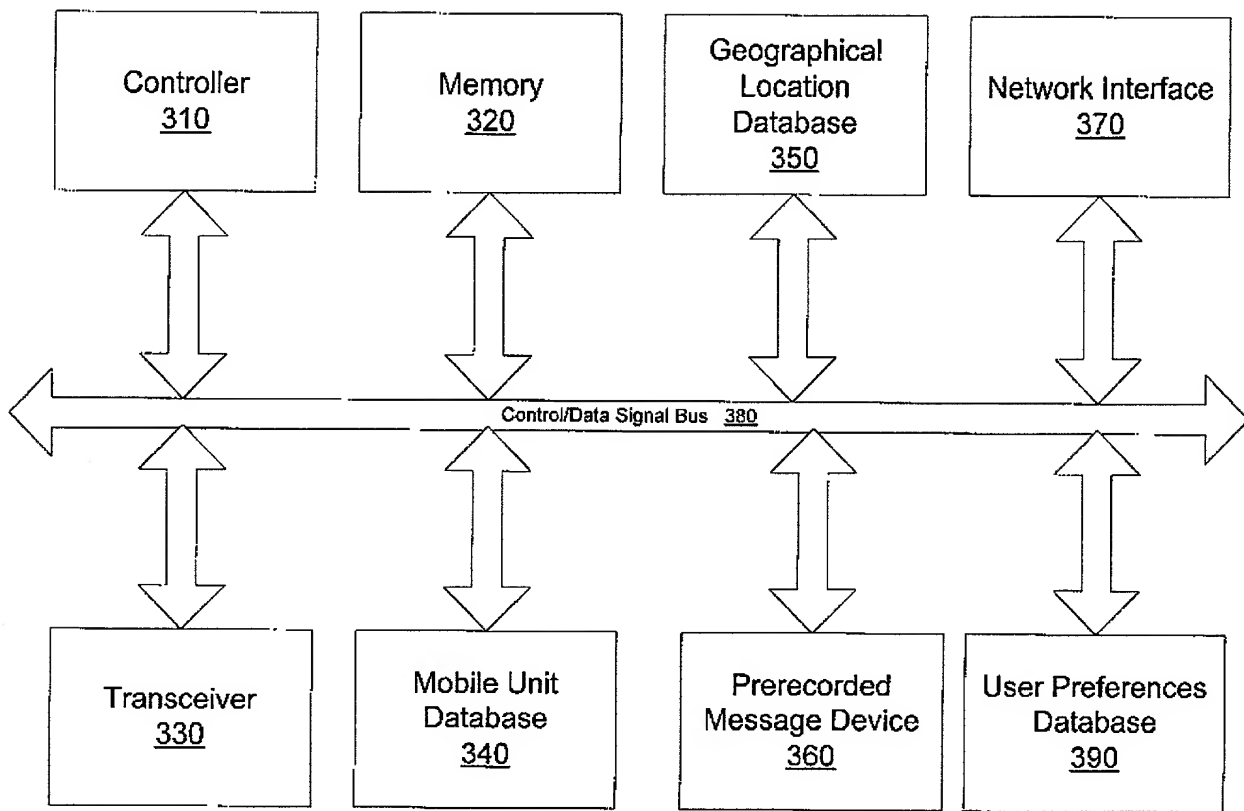 Controller
310
Memory
320
Geographical
Location
Database
350
Network Interface
370
Control/Data Signal Bus 380
Transceiver
330
Mobile Unit
Database
340
Prerecorded
Message Device
360
User Preferences
Database
390